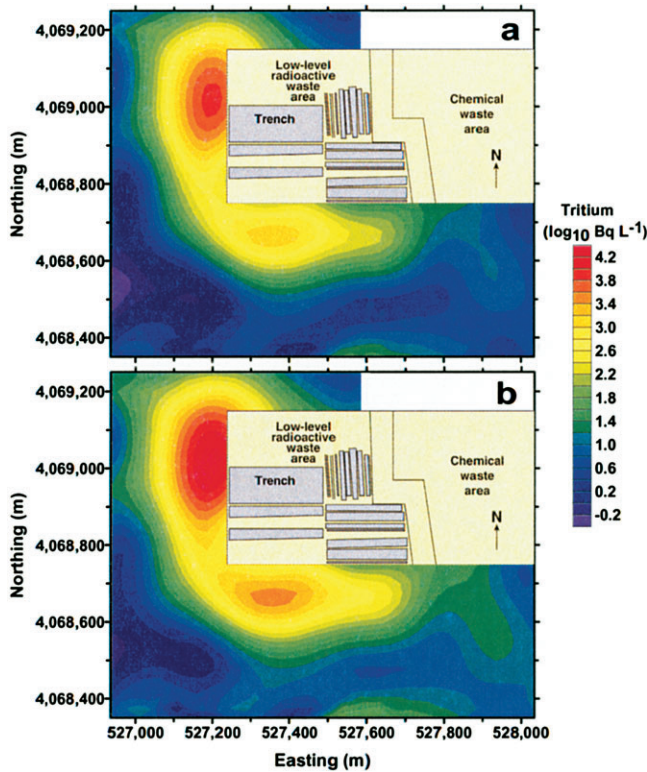 4,069,200
4,069,000
4,068,800
4,068,600
4,068,400
Northing (m)
a
Low-level
radioactive
waste
area
Trench
Chemical
waste
area
N
Tritium
(log10 Bq L-1)
4.2
3.8
3.4
3.0
2.6
2.2
1.8
1.4
1.0
0.6
0.2
-0.2
4,069,200
4,069,000
4,068,800
4,068,600
4,068,400
Northing (m)
b
Low-level
radioactive
waste
area
Trench
Chemical
waste
area
N
527,000 527,200 527,400 527,600 527,800 528,000
Easting (m)